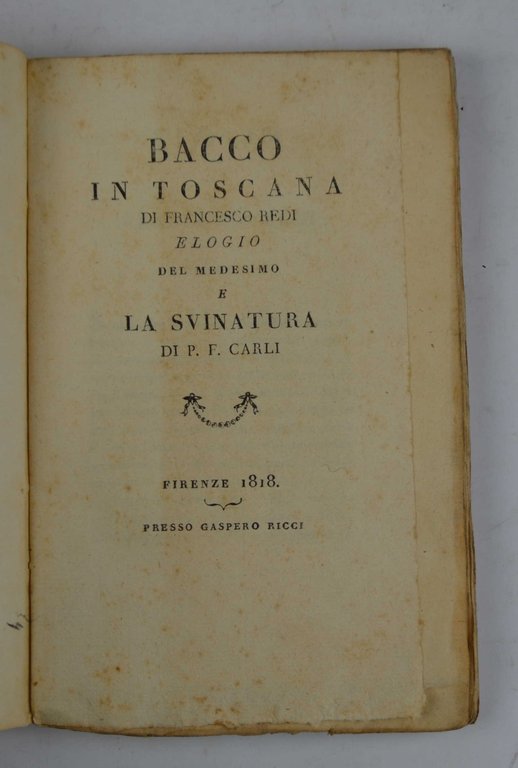 BACCO
IN TOSCANA
DI FRANCESCO REDI
ELOGIO
DEL MEDESIMO
E
LA SVINATURA
DI P. F. CARLI
FIRENZE 1818.
PRESSO GASPERO RICCI